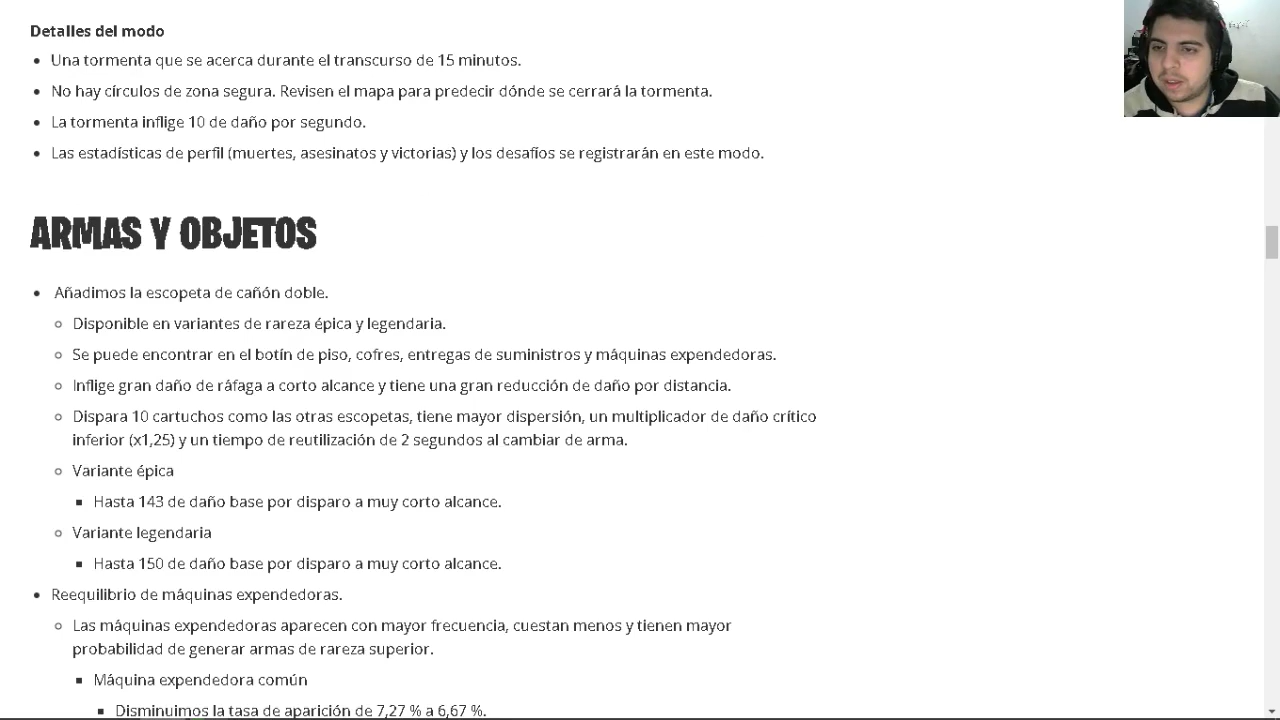 Detalles del modo
Una tormenta que se acerca durante el transcurso de 15 minutos.
No hay círculos de zona segura. Revisen el mapa para predecir dónde se cerrará la tormenta.
La tormenta inflige 10 de daño por segundo.
Las estadísticas de perfil (muertes, asesinatos y victorias) y los desafíos se registrarán en este modo.
ARMAS Y OBJETOS
Añadimos la escopeta de cañón doble.
Disponible en variantes de rareza épica y legendaria.
Se puede encontrar en el botín de piso, cofres, entregas de suministros y máquinas expendedoras.
Inflige gran daño de ráfaga a corto alcance y tiene una gran reducción de daño por distancia.
Dispara 10 cartuchos como las otras escopetas, tiene mayor dispersión, un multiplicador de daño crítico
inferior (x1,25) y un tiempo de reutilización de 2 segundos al cambiar de arma.
Variante épica
Hasta 143 de daño base por disparo a muy corto alcance.
Variante legendaria
Hasta 150 de daño base por disparo a muy corto alcance.
Reequilibrio de máquinas expendedoras.
Las máquinas expendedoras aparecen con mayor frecuencia, cuestan menos y tienen mayor
probabilidad de generar armas de rareza superior.
Máquina expendedora común
Disminuimos la tasa de aparición de 7,27 % a 6,67 %.